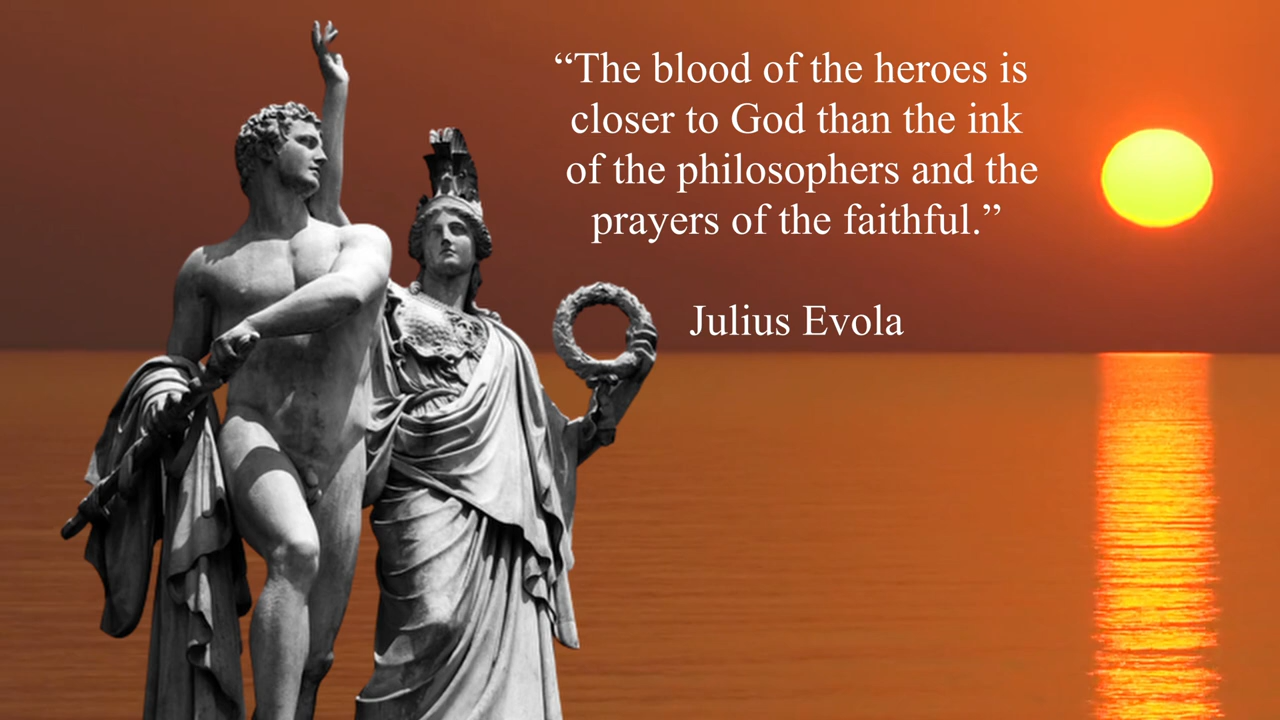 “The blood of the heroes is
closer to God than the ink
of the philosophers and the
prayers of the faithful.”
Julius Evola